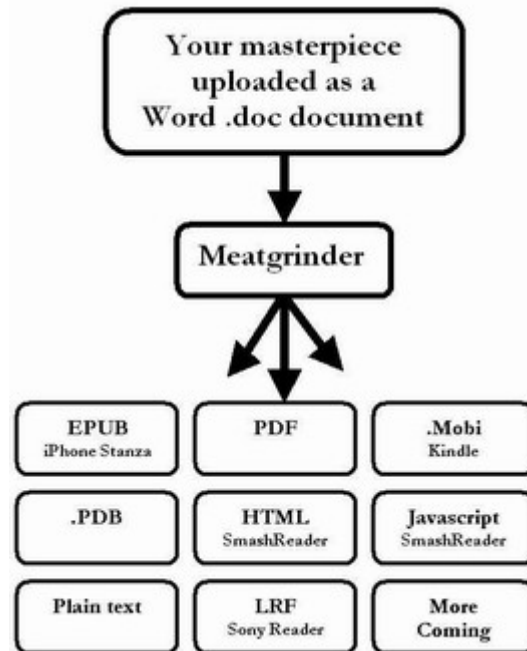 Your masterpiece
uploaded as a
Word .doc document
Meatgrinder
EPUB
iPhone Stanza
PDF
.Mobi
Kindle
.PDB
HTML
SmashReader
Javascript
SmashReader
Plain text
LRF
Sony Reader
More
Coming